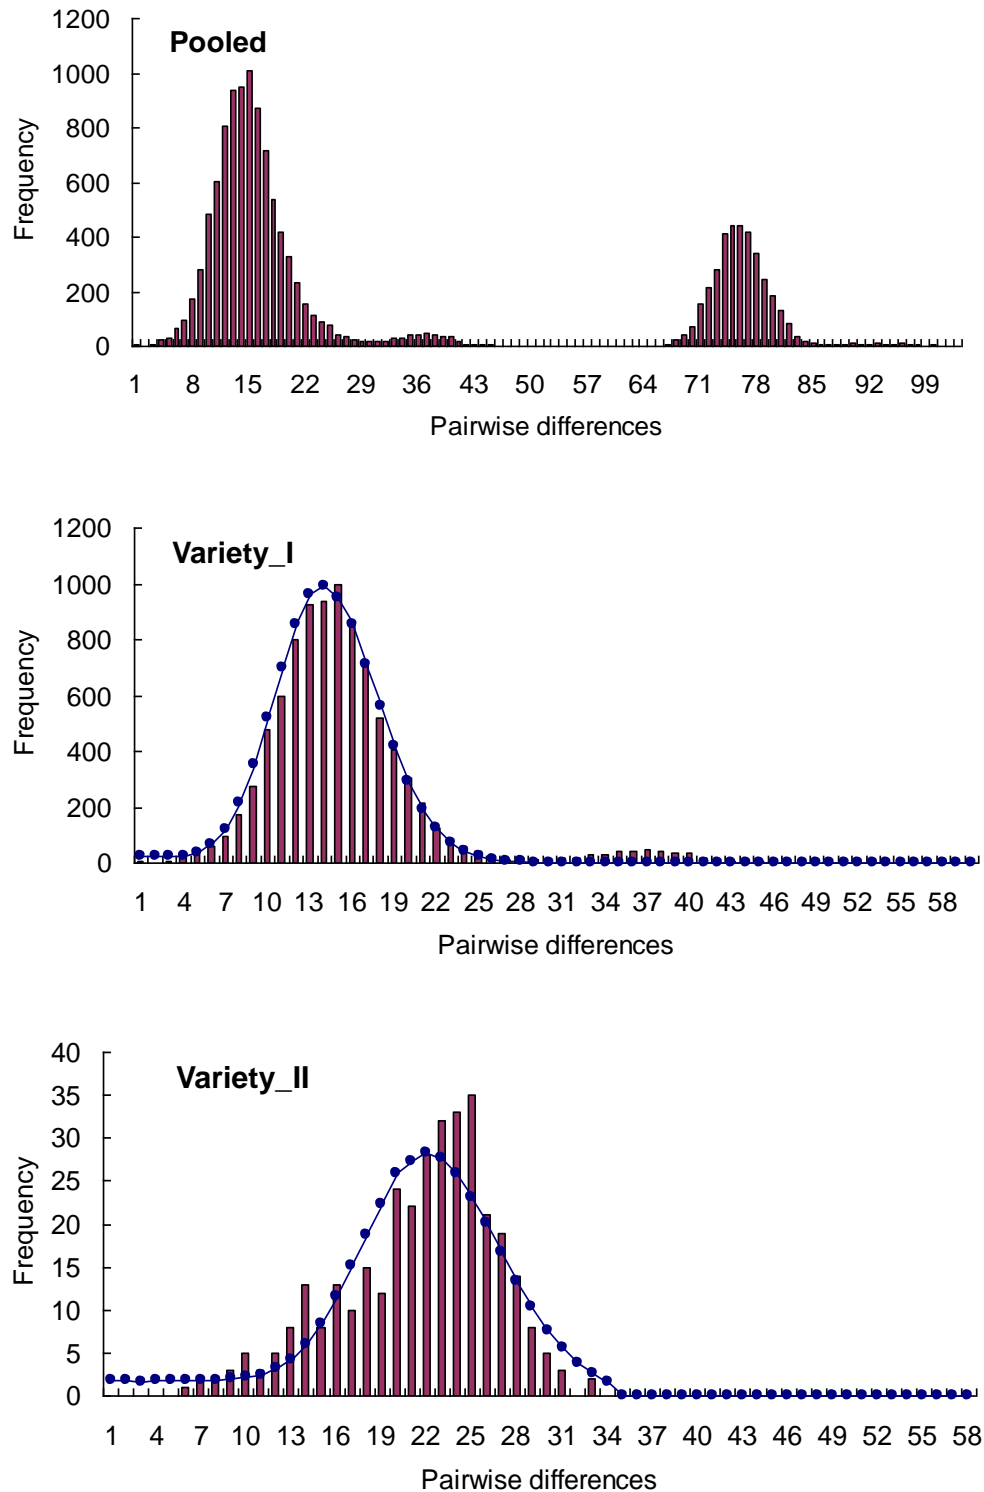 Pooled
Frequency
1200
1000
800
600
400
200
0
1 8 15 22 29 36 43 50 57 64 71 78 85 92 99
Pairwise differences
Variety_I
Frequency
1200
1000
800
600
400
200
0
1 4 7 10 13 16 19 22 25 28 31 34 37 40 43 46 49 52 55 58
Pairwise differences
Variety_II
Frequency
40
35
30
25
20
15
10
5
0
1 4 7 10 13 16 19 22 25 28 31 34 37 40 43 46 49 52 55 58
Pairwise differences